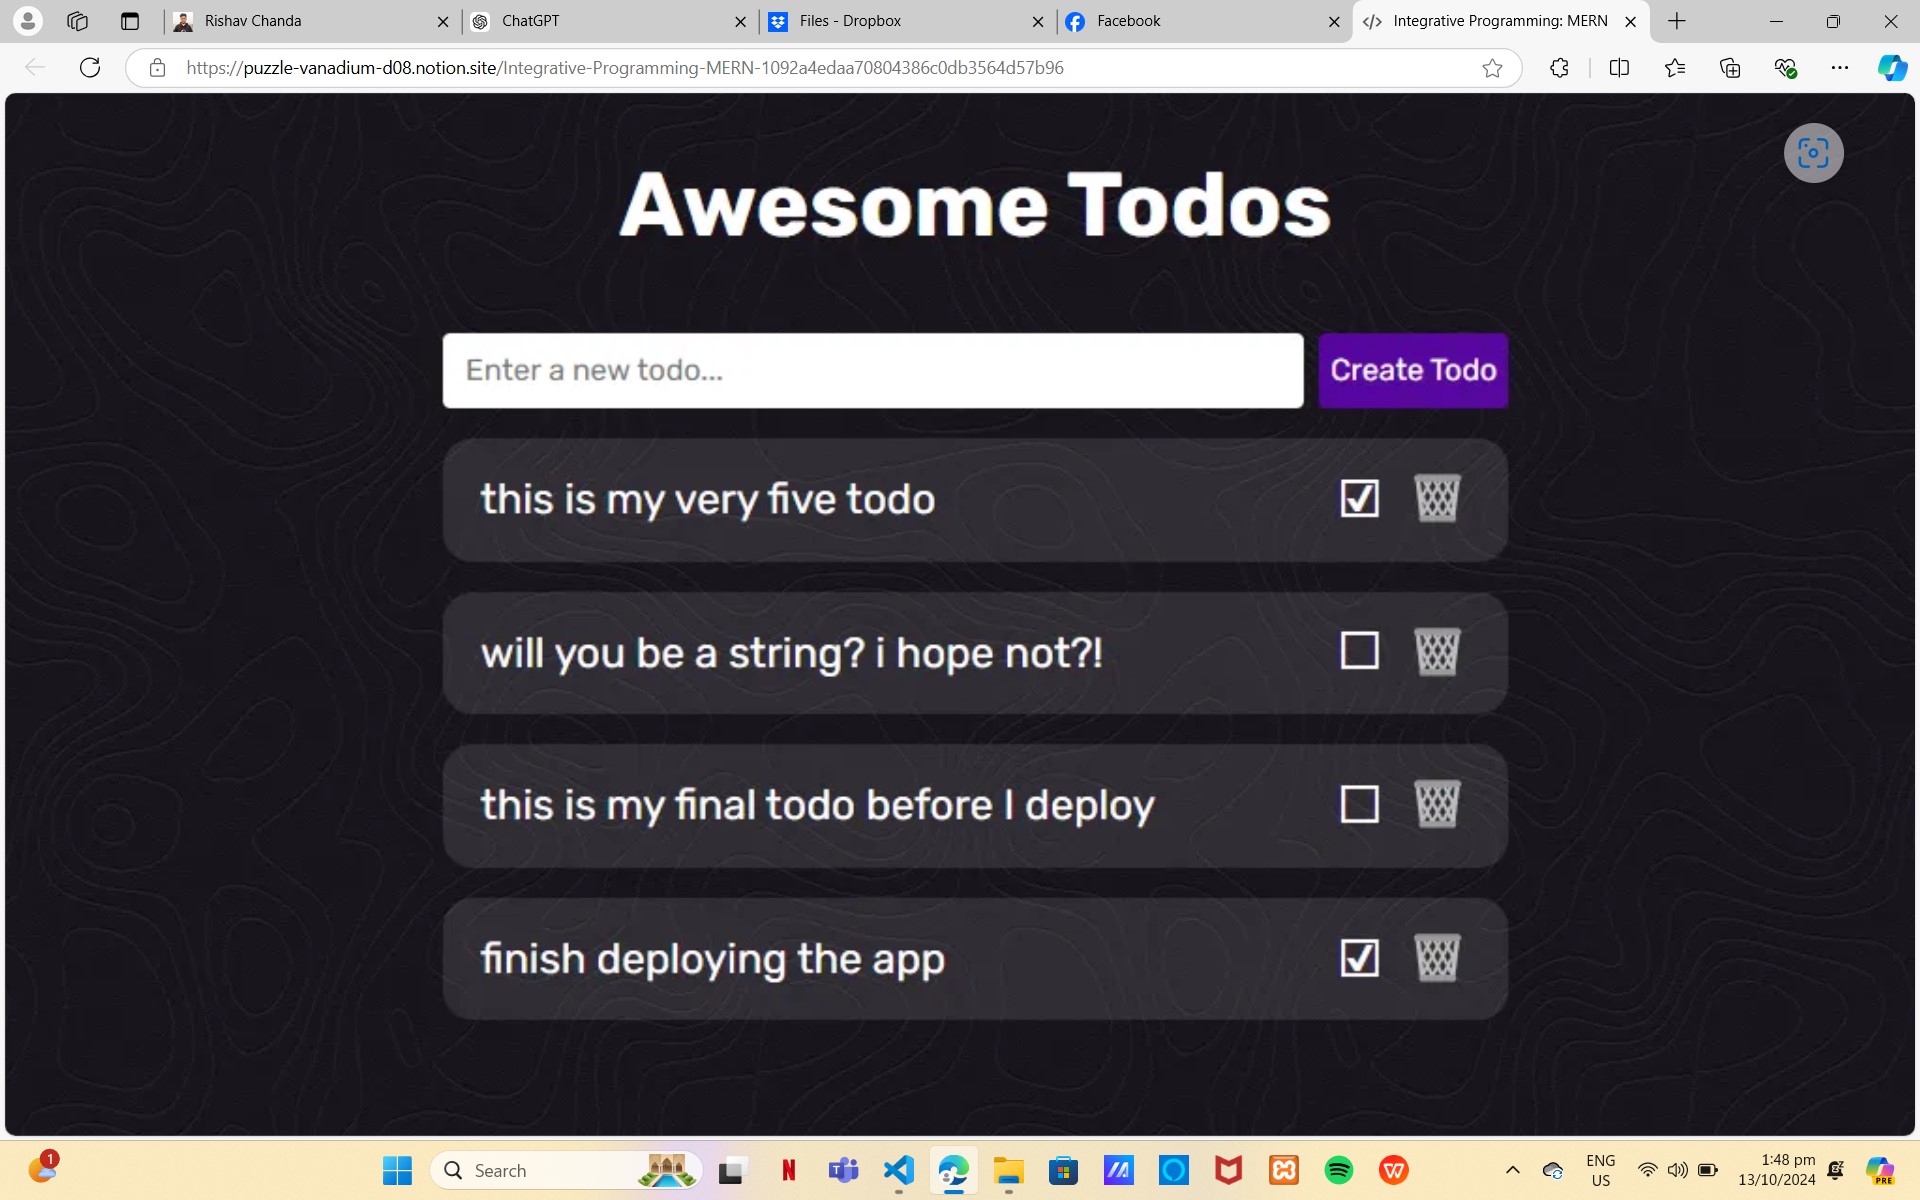 Rishav Chanda
ChatGPT
Files - Dropbox
Facebook
Integrative Programming: MERN
https://puzzle-vanadium-d08.notion.site/Integrative-Programming-MERN-1092a4edaa70804386c0db3564d57b96
Awesome Todos
Enter a new todo...
Create Todo
this is my very five todo
will you be a string? i hope not?!
this is my final todo before I deploy
finish deploying the app
1
Search
N
ENG
US
1:48 pm
13/10/2024
PRE